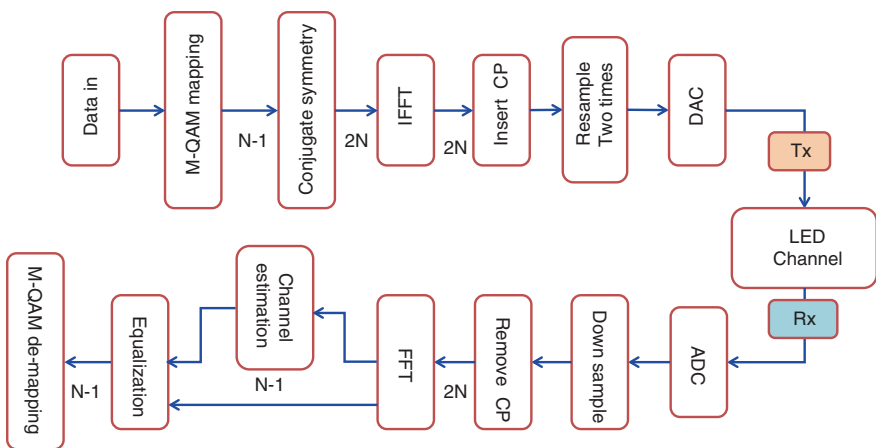 Data in
M-QAM mapping
N-1
Conjugate symmetry
2N
IFFT
2N
Insert CP
Resample
Two times
DAC
Tx
LED
Channel
Rx
ADC
Down sample
Remove CP
2N
FFT
Channel
estimation
N-1
Equalization
N-1
M-QAM de-mapping